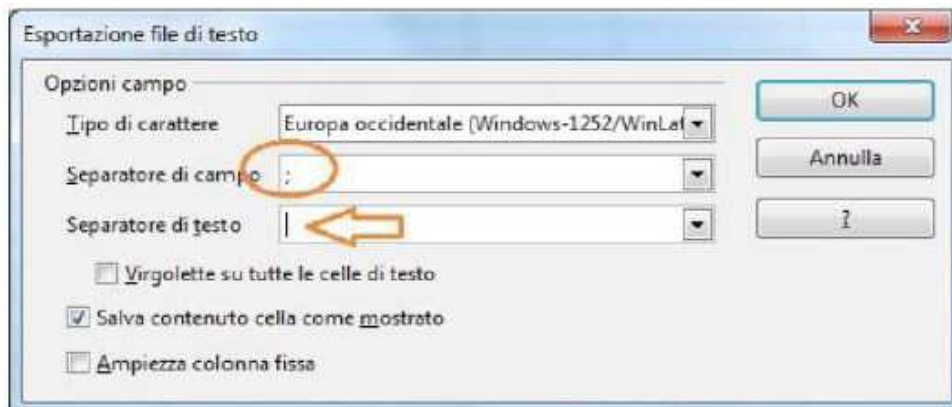 Esportazione file di testo
Opzioni campo
Tipo di carattere
Europa occidentale (Windows-1252/WinLat
Separatore di campo
;
Separatore di testo
Virgolette su tutte le celle di testo
Salva contenuto cella come mostrato
Ampiezza colonna fissa
OK
Annulla
?